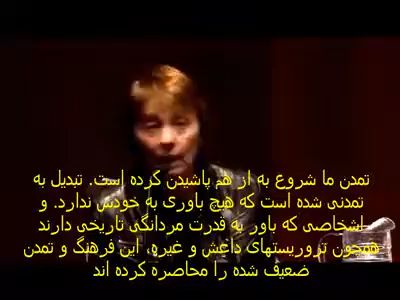 تمدن ما شروع به از هم پاشیدن کرده است. تبدیل به
تمدنی شده است که هیچ باوری به خودش ندارد. و
اشخاصی که باور به قدرت مردانگی تاریخی دارند
همچون تروریستهای داعش و غیره، این فرهنگ و تمدن
ضعیف شده را محاصره کرده اند